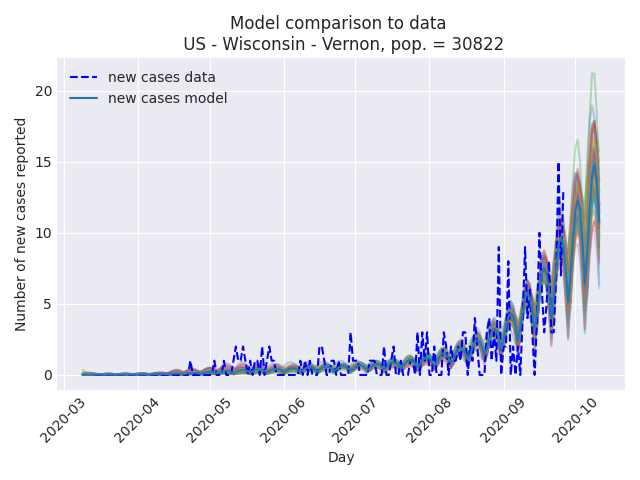 Model comparison to data
US - Wisconsin - Vernon, pop. = 30822
new cases data
new cases model
Number of new cases reported
20
15
10
5
0
2020-03
2020-04
2020-05
2020-06
2020-07
2020-08
2020-09
2020-10
Day